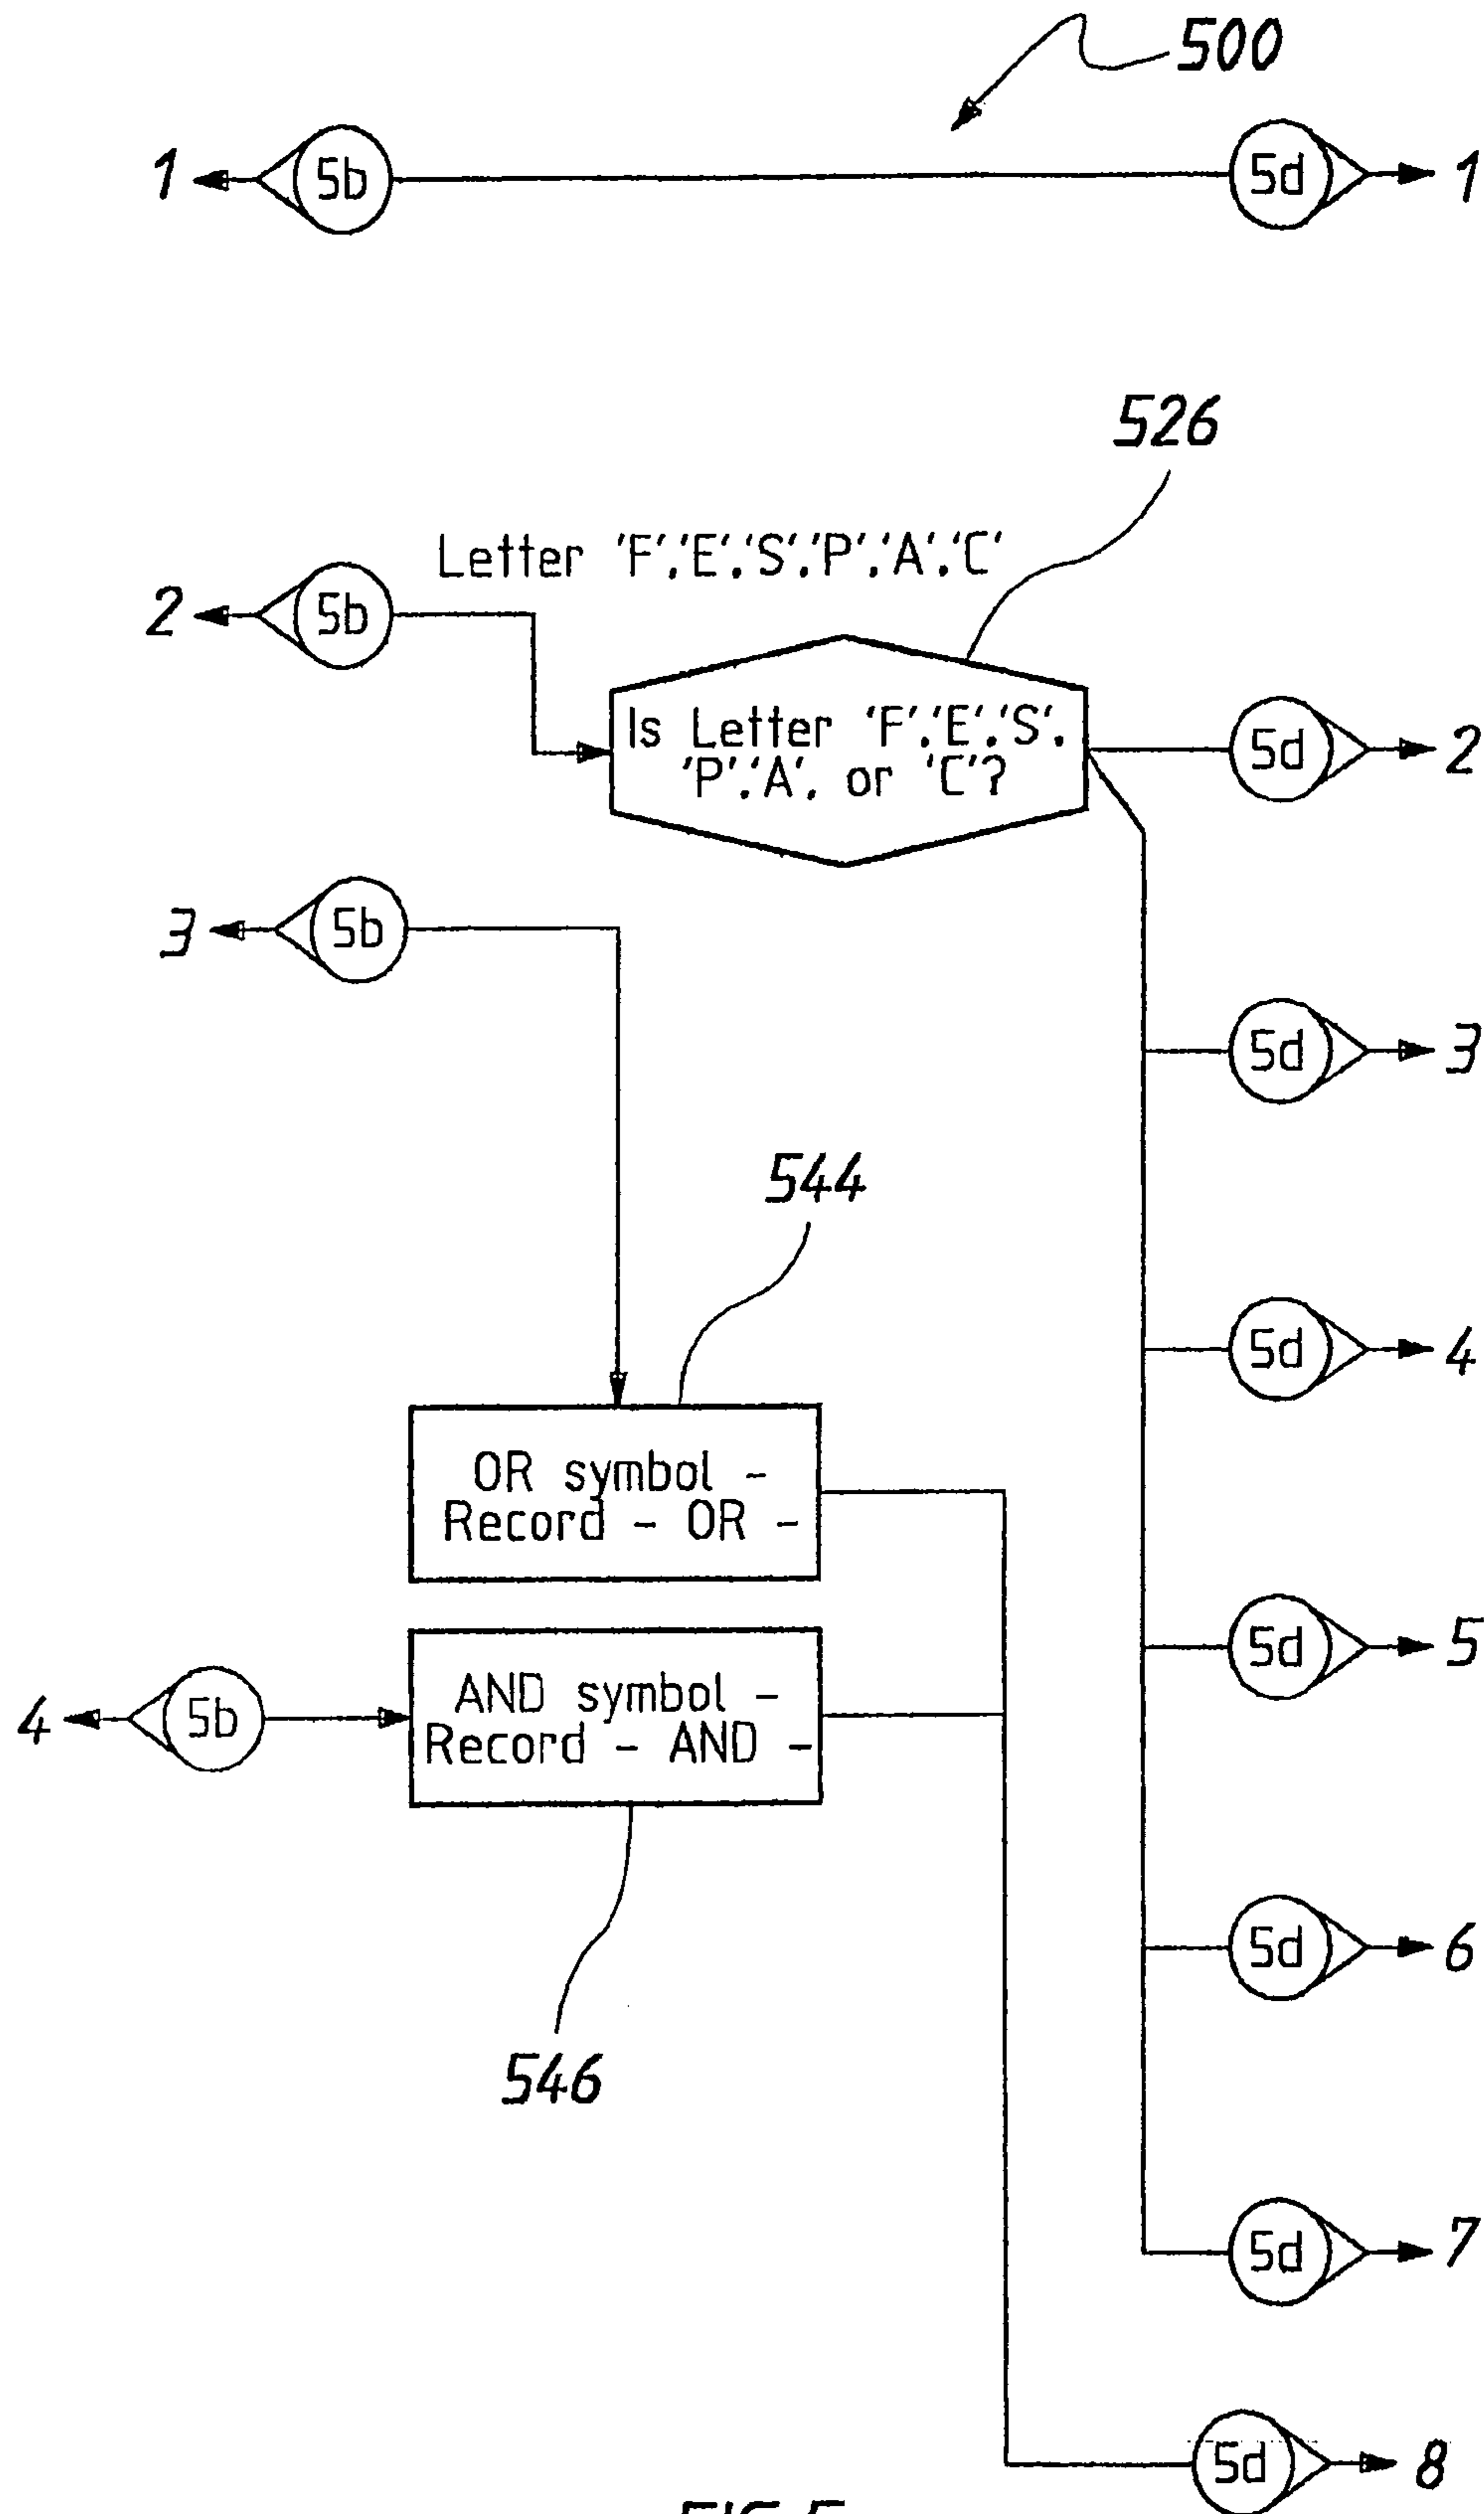 500
1 5b 5d 1
526
Letter 'F','E','S','P','A','C'
2 5b
Is Letter 'F','E','S',
'P','A', or 'C'?
5d 2
3 5b
5d 3
544
5d 4
OR symbol -
Record - OR -
5d 5
4 5b
AND symbol -
Record - AND -
5d 6
546
5d 7
5d 8